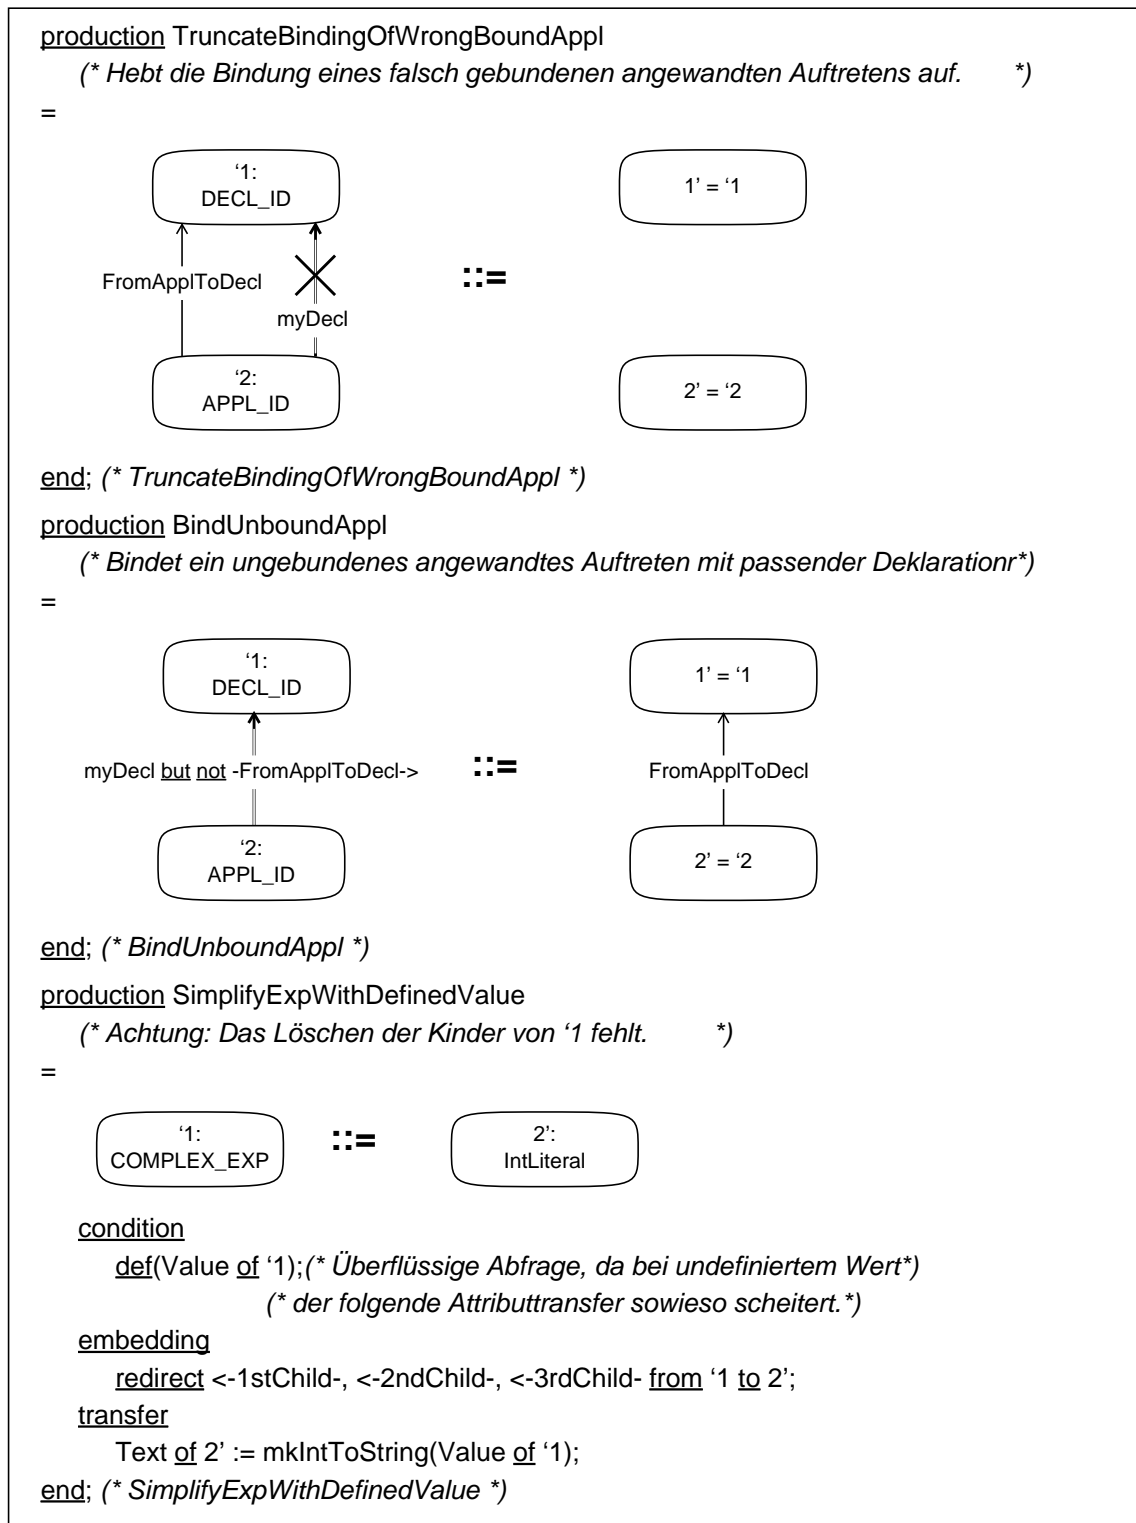 production TruncateBindingOfWrongBoundAppl
(* Hebt die Bindung eines falsch gebundenen angewandten Auftretens auf. *)
=
‘1:
DECL_ID
1’ = ‘1
FromApplToDecl
::=
myDecl
‘2:
APPL_ID
2’ = ‘2
end; (* TruncateBindingOfWrongBoundAppl *)
production BindUnboundAppl
(* Bindet ein ungebundenes angewandtes Auftreten mit passender Deklarationr*)
=
‘1:
DECL_ID
1’ = ‘1
myDecl but not -FromApplToDecl->
::=
FromApplToDecl
‘2:
APPL_ID
2’ = ‘2
end; (* BindUnboundAppl *)
production SimplifyExpWithDefinedValue
(* Achtung: Das Löschen der Kinder von ‘1 fehlt. *)
=
‘1:
COMPLEX_EXP
::=
2’:
IntLiteral
condition
def(Value of ‘1);(* Überflüssige Abfrage, da bei undefiniertem Wert*)
(* der folgende Attributtransfer sowieso scheitert.*)
embedding
redirect <-1stChild-, <-2ndChild-, <-3rdChild- from ‘1 to 2’;
transfer
Text of 2’ := mkIntToString(Value of ‘1);
end; (* SimplifyExpWithDefinedValue *)